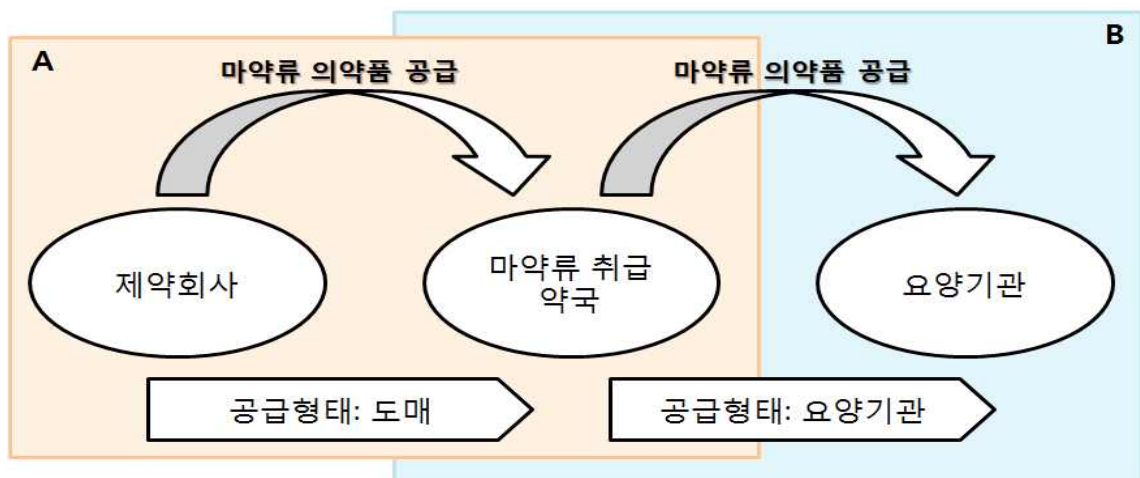 A
B
마약류 의약품 공급
마약류 의약품 공급
제약회사
마약류 취급
약국
요양기관
공급형태: 도매
공급형태: 요양기관